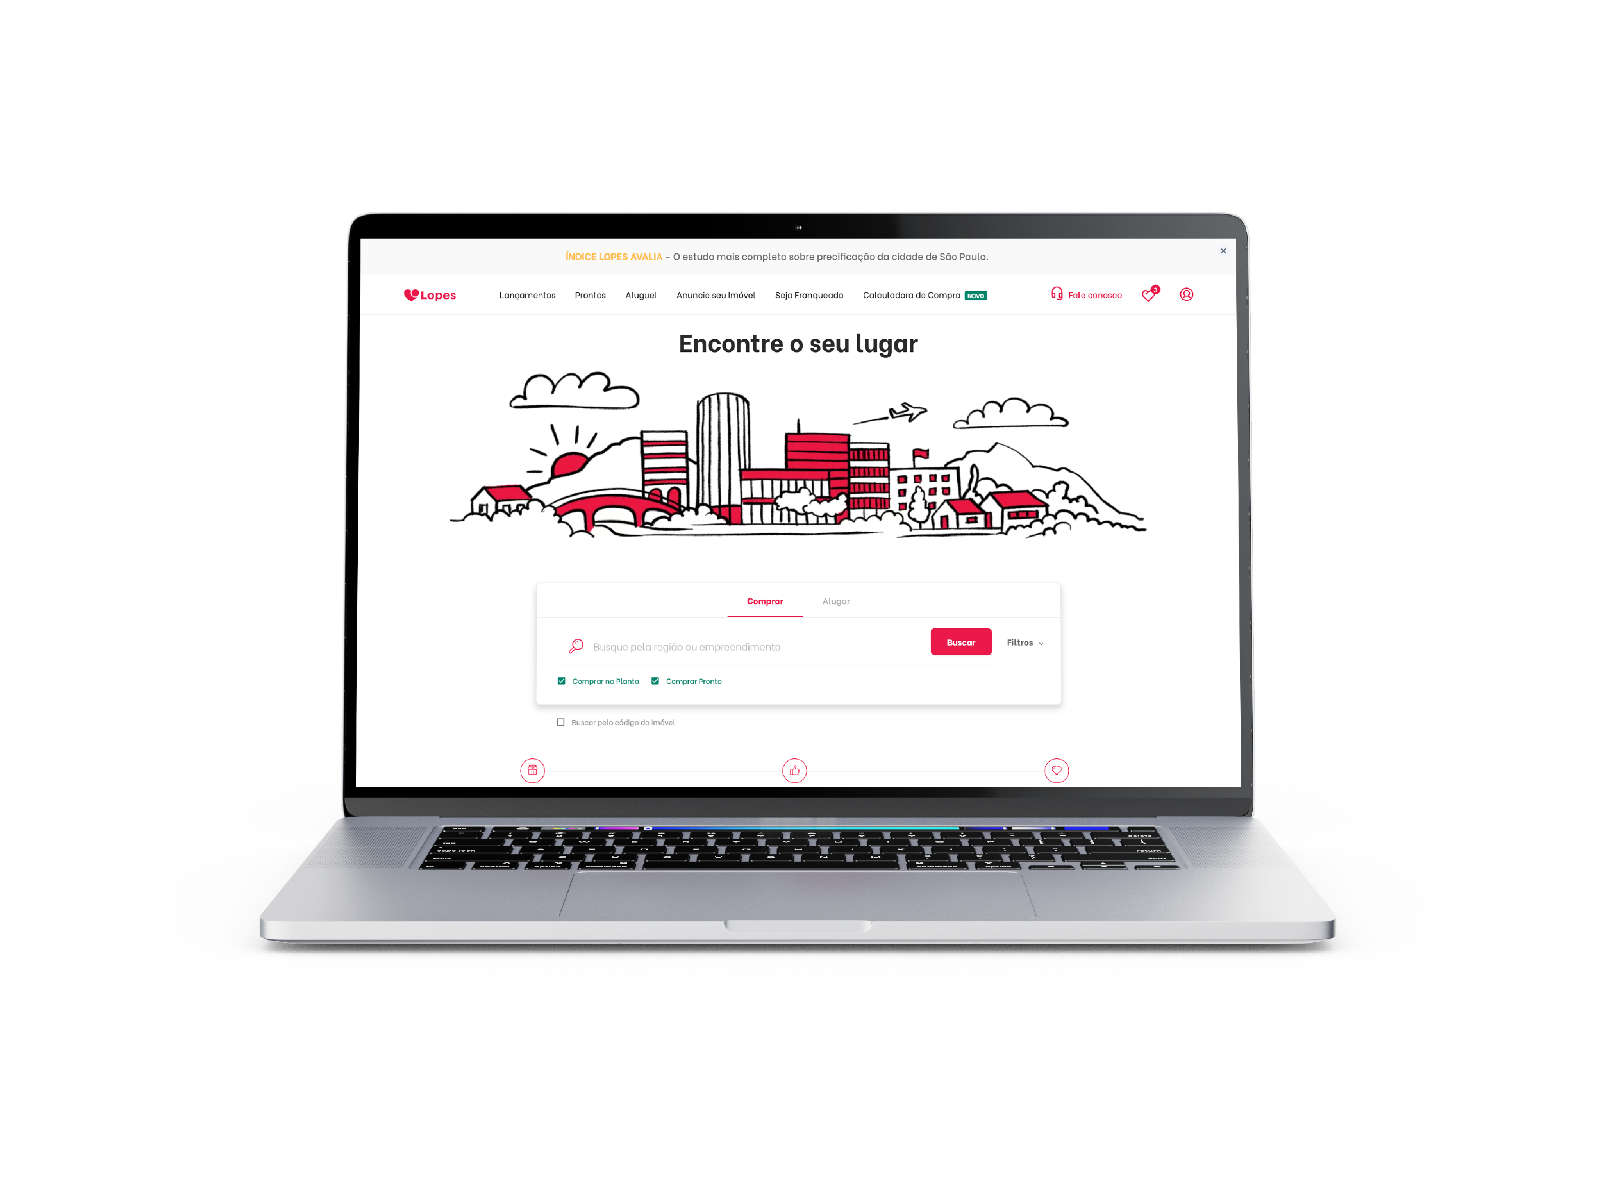 ÍNDICE LOPES AVALIA - O estudo mais completo sobre precificação da cidade de São Paulo.
Lopes Lançamentos Prontos Aluguel Anuncie seu Imóvel Seja Franqueado Calculadora de Compra NOVO Fale conosco
Encontre o seu lugar
Comprar Alugar
Busque pela região ou empreendimento Buscar Filtros
Comprar na Planta Comprar Pronto
Buscar pelo código do imóvel